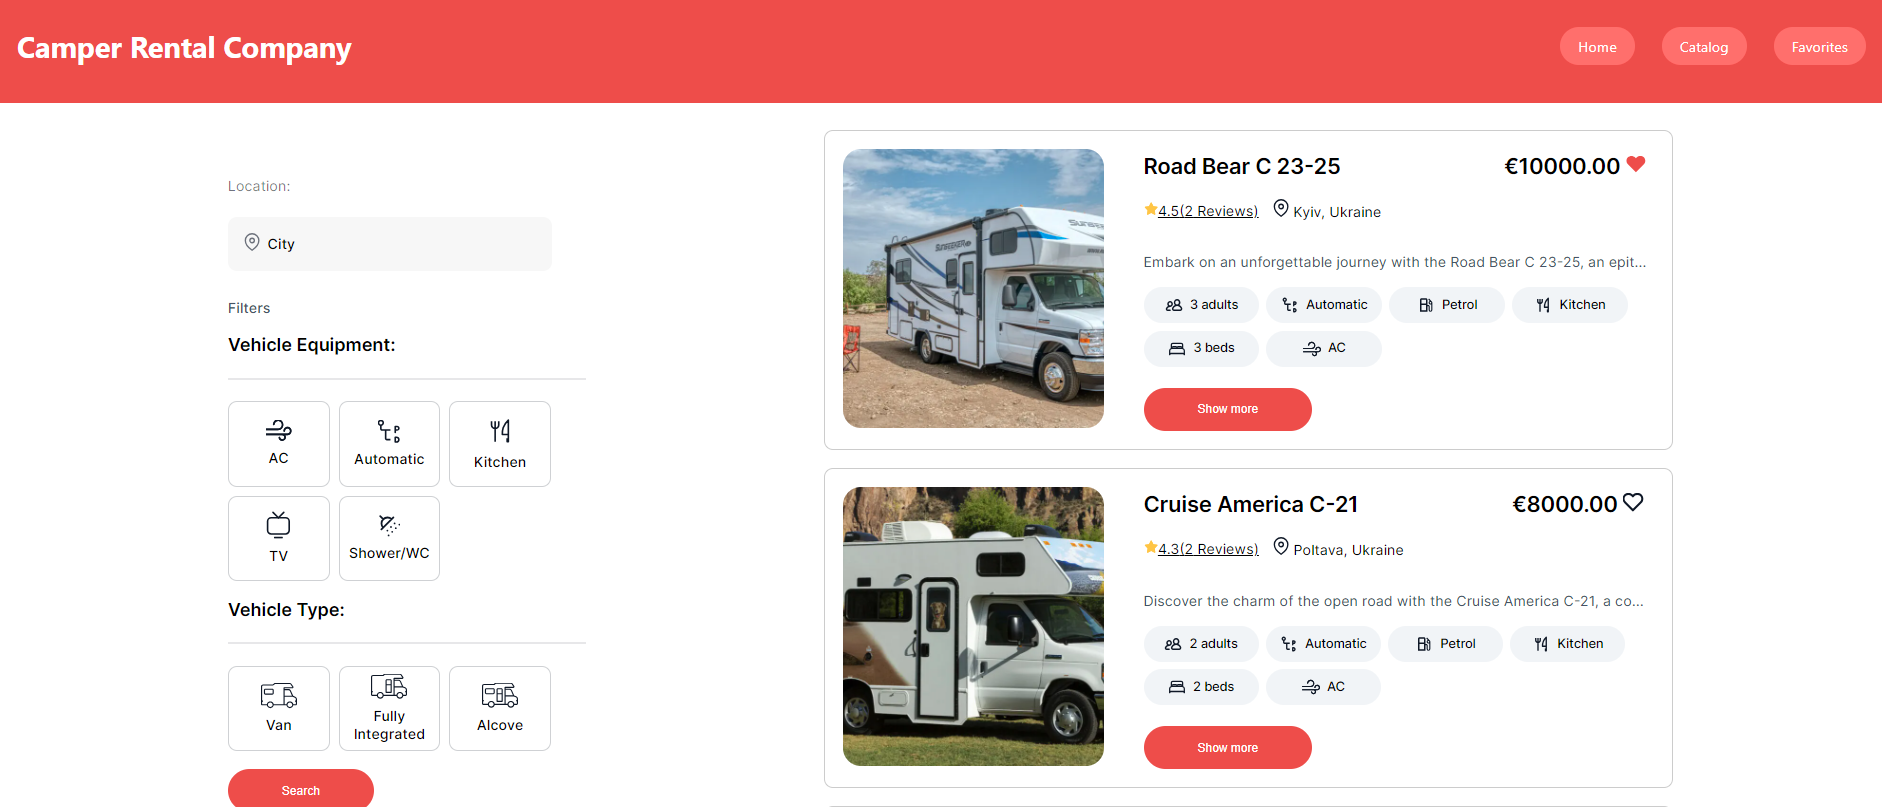 Camper Rental Company
Home
Catalog
Favorites
Location:
City
Filters
Vehicle Equipment:
AC
Automatic
Kitchen
TV
Shower/WC
Vehicle Type:
Van
Fully
Integrated
Alcove
Search
Road Bear C 23-25
€10000.00
4.5(2 Reviews)
Kyiv, Ukraine
Embark on an unforgettable journey with the Road Bear C 23-25, an epit...
3 adults
Automatic
Petrol
Kitchen
3 beds
AC
Show more
Cruise America C-21
€8000.00
4.3(2 Reviews)
Poltava, Ukraine
Discover the charm of the open road with the Cruise America C-21, a co...
2 adults
Automatic
Petrol
Kitchen
2 beds
AC
Show more